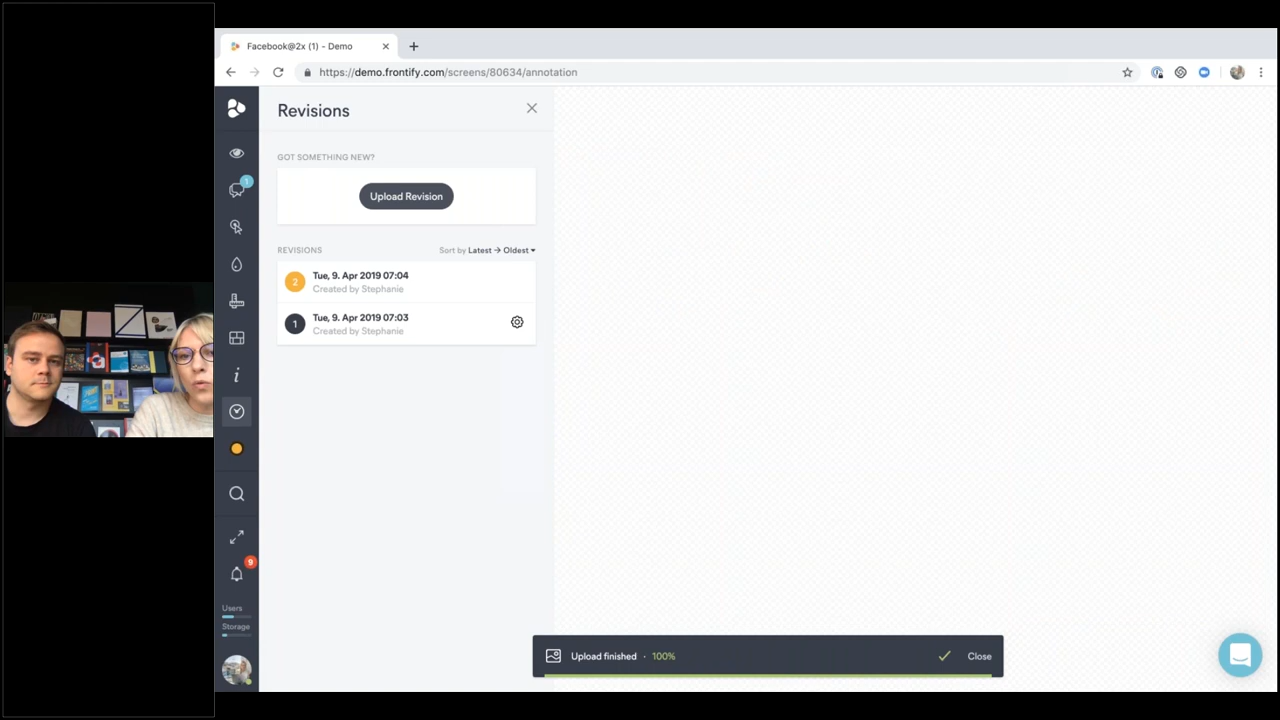 Facebook@2x (1) - Demo
https://demo.frontify.com/screens/80634/annotation
Revisions
GOT SOMETHING NEW?
Upload Revision
REVISIONS
Sort by Latest → Oldest
2
Tue, 9. Apr 2019 07:04
Created by Stephanie
1
Tue, 9. Apr 2019 07:03
Created by Stephanie
1
i
9
Users
Storage
Upload finished · 100%
Close